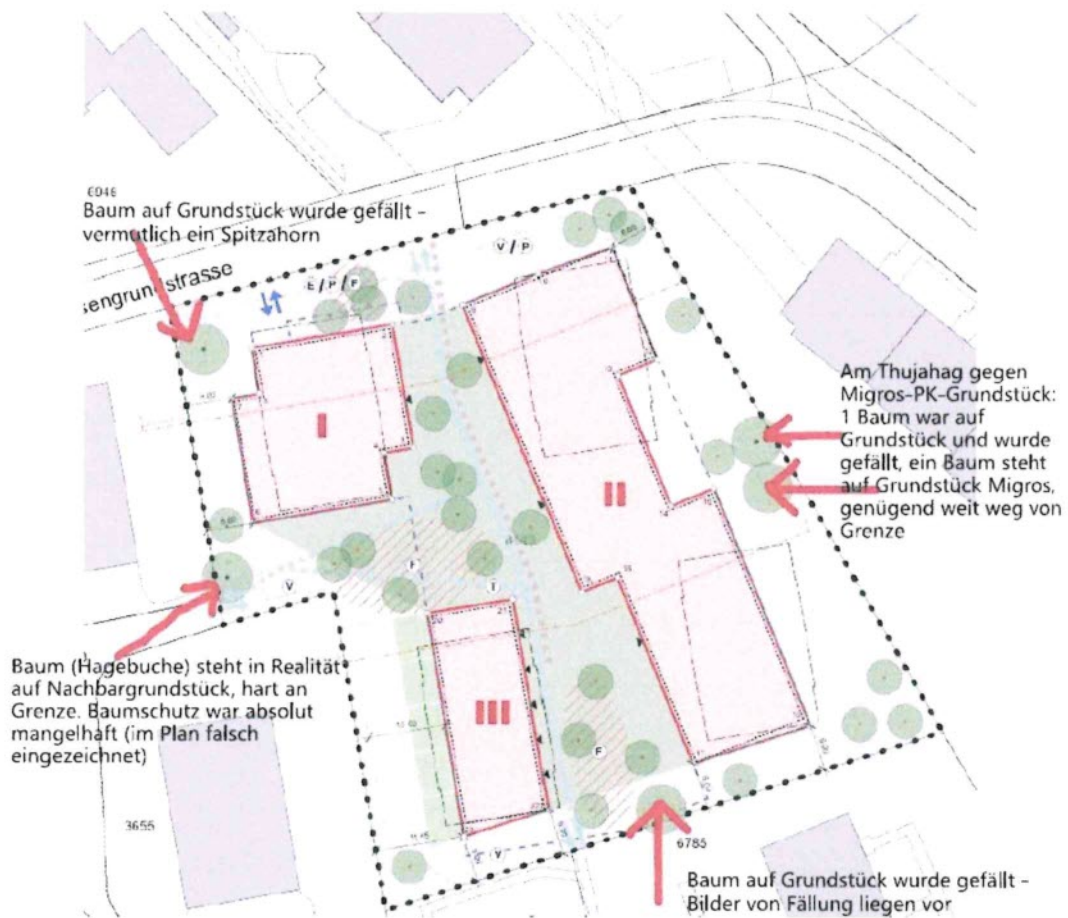 6946
Baum auf Grundstück wurde gefällt -
vermutlich ein Spitzahorn
sengrundstrasse
V / P
E / P / F
I
II
Am Thujahag gegen
Migros-PK-Grundstück:
1 Baum war auf
Grundstück und wurde
gefällt, ein Baum steht
auf Grundstück Migros,
genügend weit weg von
Grenze
F
V
T
Baum (Hagebuche) steht in Realität
auf Nachbargrundstück, hart an
Grenze. Baumschutz war absolut
mangelhaft (im Plan falsch
eingezeichnet)
III
F
3655
A
6785
Baum auf Grundstück wurde gefällt -
Bilder von Fällung liegen vor